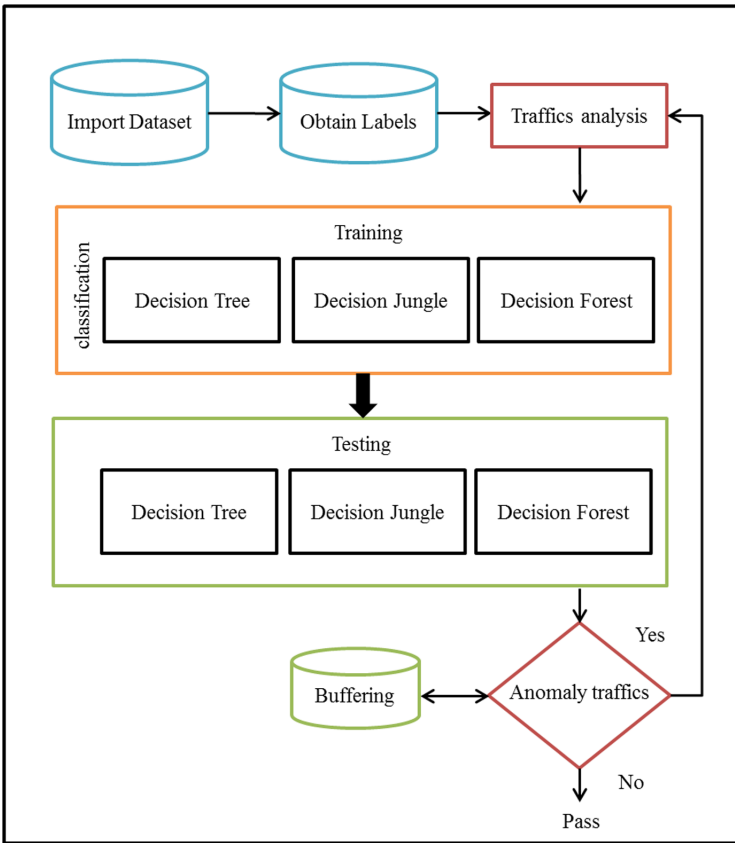 Import Dataset
Obtain Labels
Traffics analysis
classification
Training
Decision Tree
Decision Jungle
Decision Forest
Testing
Decision Tree
Decision Jungle
Decision Forest
Yes
Buffering
Anomaly traffics
No
Pass